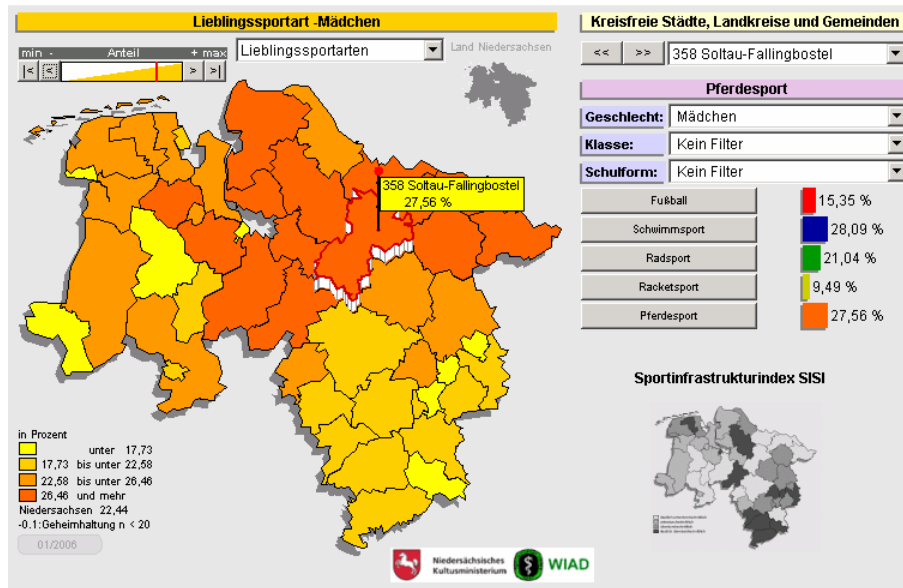 Lieblingssportart -Mädchen
min - Anteil + max
|< < > >|
Lieblingssportarten
Land Niedersachsen
358 Soltau-Fallingbostel
27,56 %
in Prozent
unter 17,73
17,73 bis unter 22,58
22,58 bis unter 26,46
26,46 und mehr
Niedersachsen 22,44
-0.1:Geheimhaltung n < 20
01/2006
Kreisfreie Städte, Landkreise und Gemeinden
<< >> 358 Soltau-Fallingbostel
Pferdesport
Geschlecht: Mädchen
Klasse: Kein Filter
Schulform: Kein Filter
Fußball 15,35 %
Schwimmsport 28,09 %
Radsport 21,04 %
Racketsport 9,49 %
Pferdesport 27,56 %
Sportinfrastrukturindex SISI
Niedersächsisches
Kultusministerium
WIAD